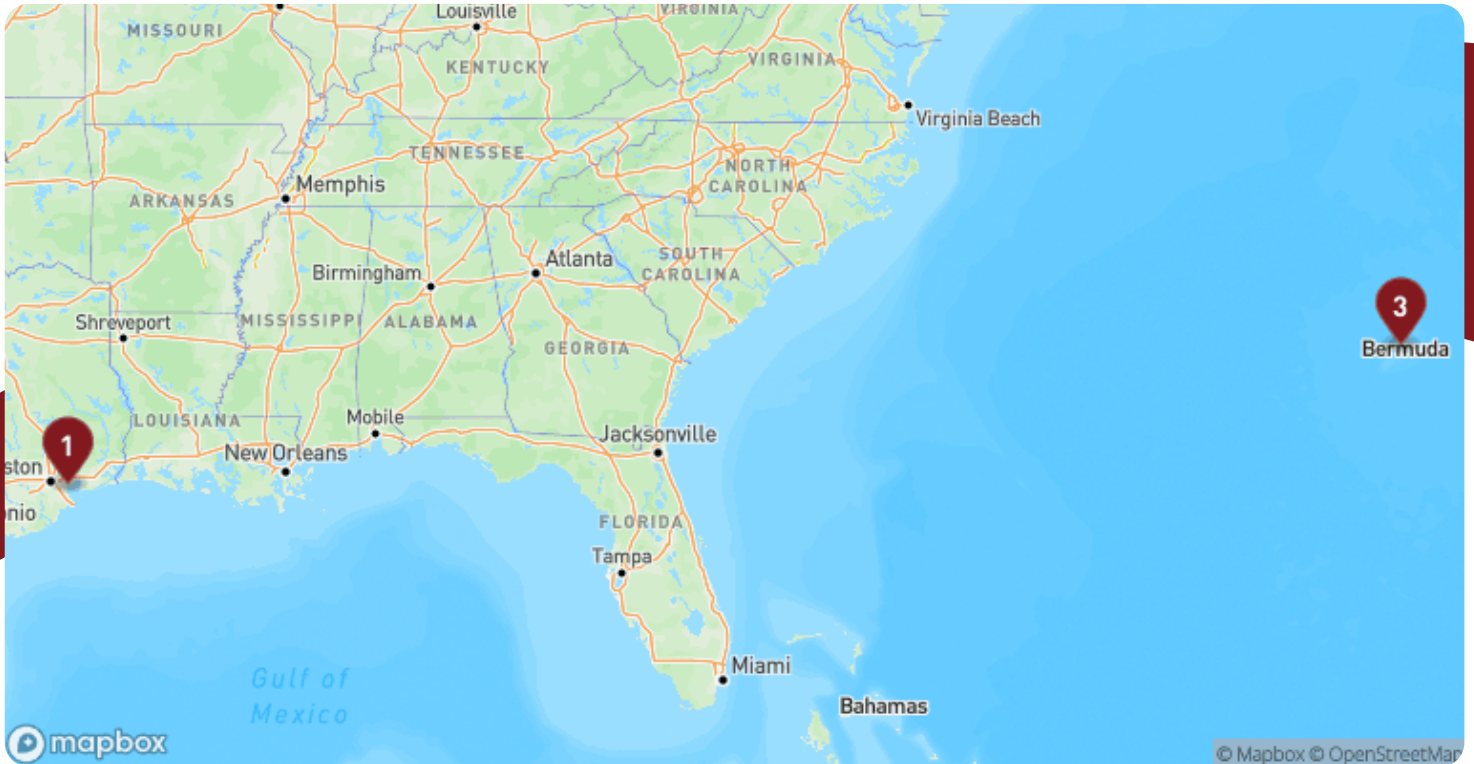 Louisville
VIRGINIA
MISSOURI
KENTUCKY
VIRGINIA
Virginia Beach
TENNESSEE
NORTH
CAROLINA
Memphis
ARKANSAS
Atlanta
SOUTH
CAROLINA
Birmingham
3
Shreveport
MISSISSIPPI
ALABAMA
GEORGIA
Bermuda
LOUISIANA
Mobile
1
Jacksonville
New Orleans
ston
onio
FLORIDA
Tampa
Miami
Gulf of
Mexico
Bahamas
mapbox
© Mapbox © OpenStreetMap